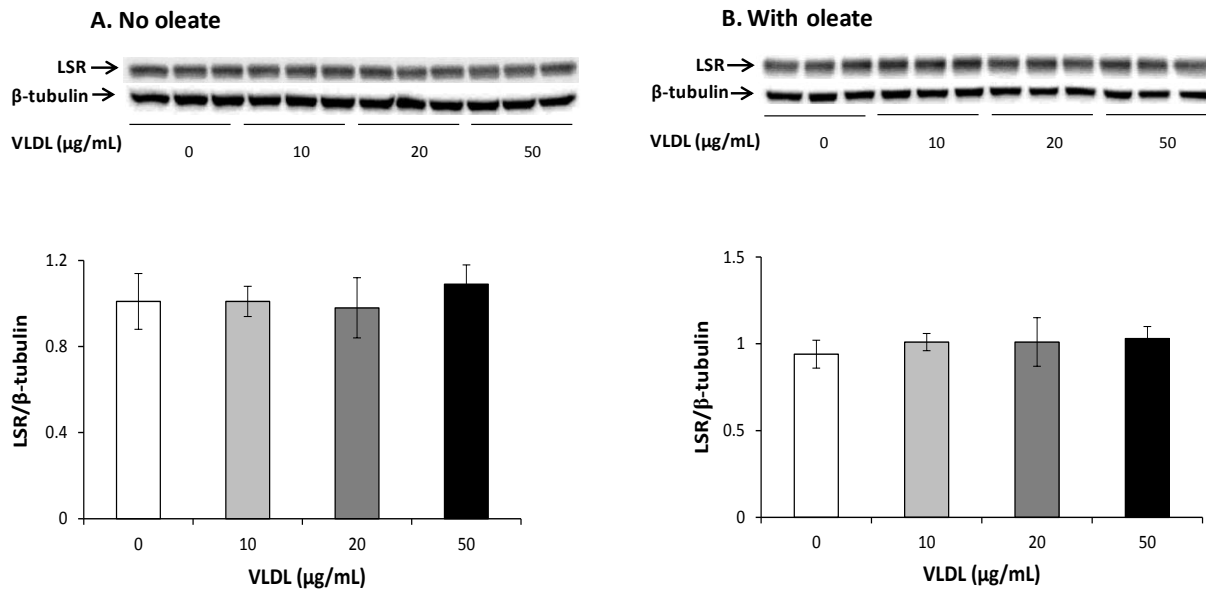 A. No oleate
LSR
β-tubulin
VLDL (µg/mL)
0 10 20 50
1.2
0.8
0.4
0
LSR/β-tubulin
0 10 20 50
VLDL (µg/mL)
B. With oleate
LSR
β-tubulin
VLDL (µg/mL)
0 10 20 50
1.5
1
0.5
0
LSR/β-tubulin
0 10 20 50
VLDL (µg/mL)